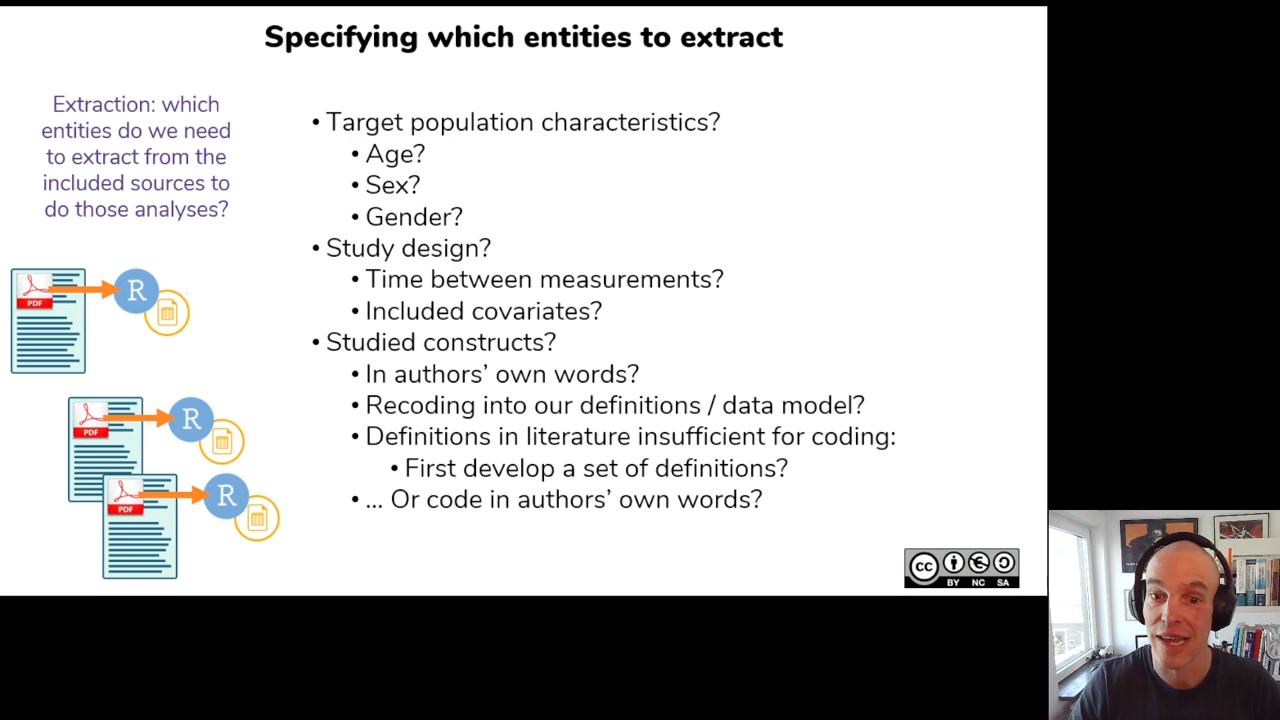 Specifying which entities to extract
Extraction: which
entities do we need
to extract from the
included sources to
do those analyses?
• Target population characteristics?
• Age?
• Sex?
• Gender?
• Study design?
• Time between measurements?
• Included covariates?
• Studied constructs?
• In authors’ own words?
• Recoding into our definitions / data model?
• Definitions in literature insufficient for coding:
• First develop a set of definitions?
• ... Or code in authors’ own words?
PDF
R
PDF
R
PDF
R
cc
BY NC SA